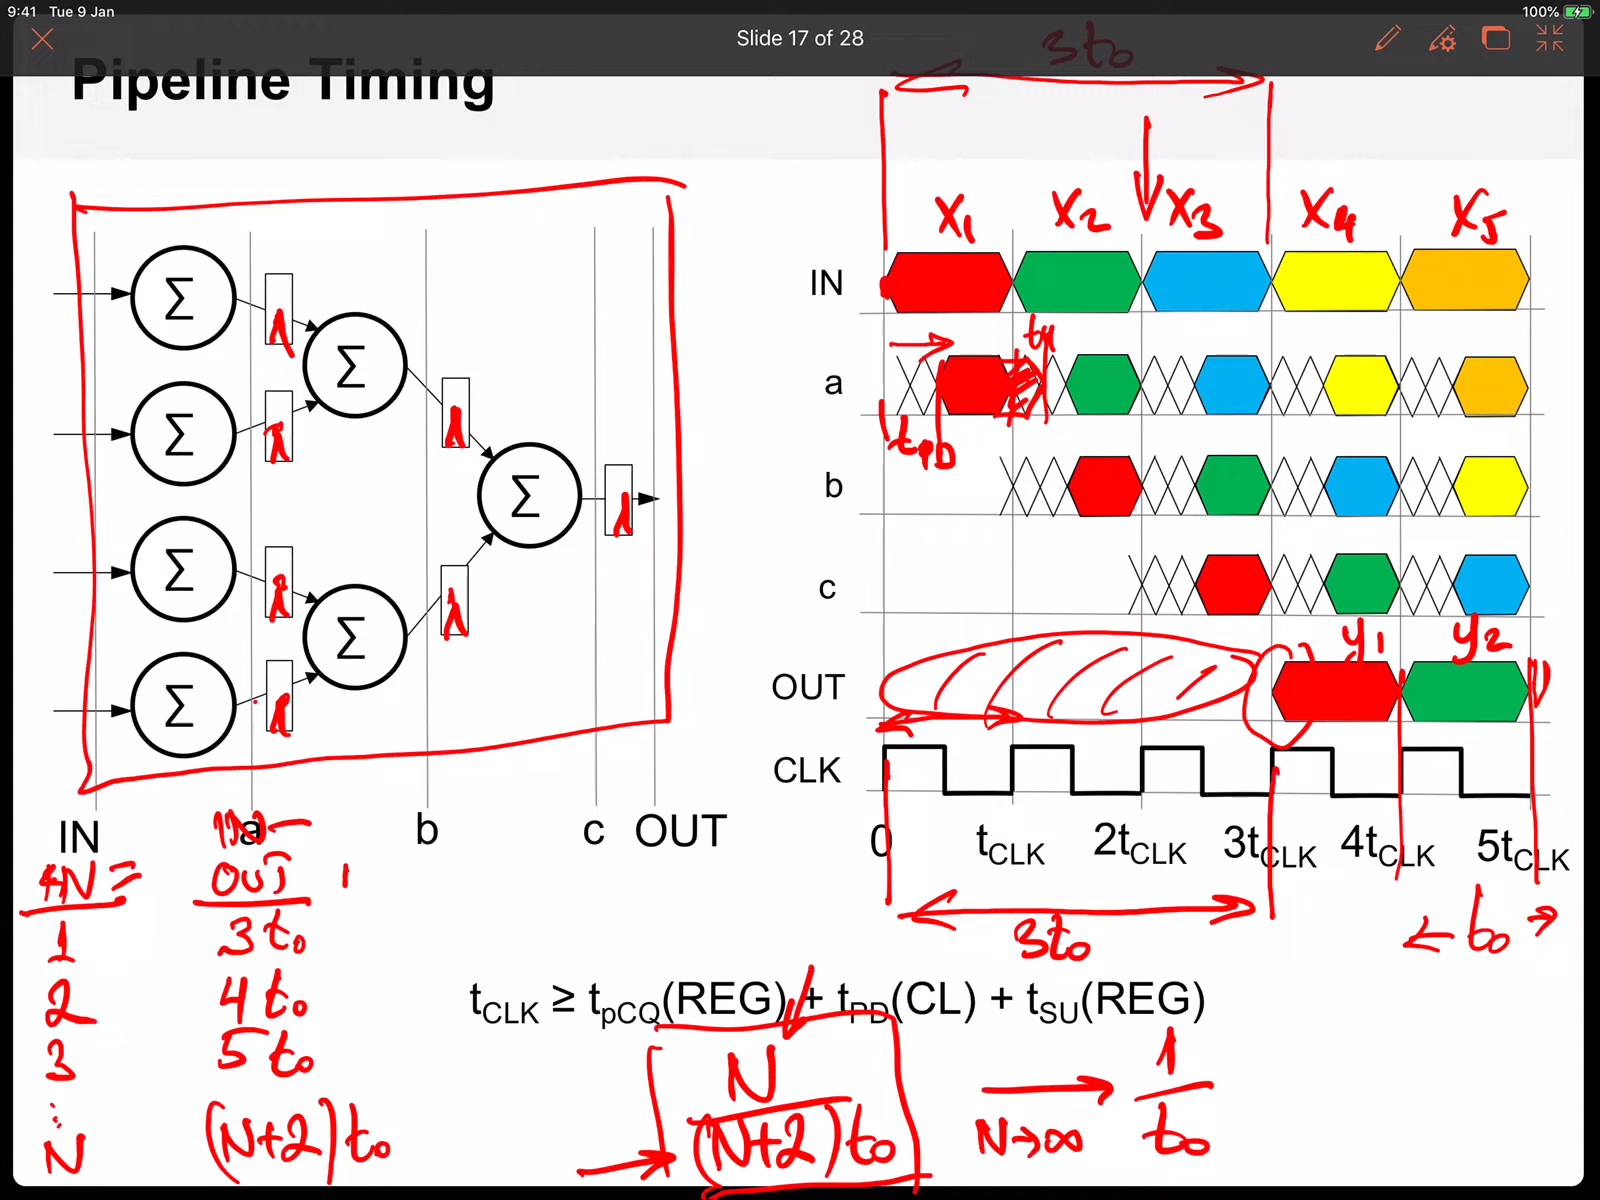 9:41 Tue 9 Jan
100%
Slide 17 of 28
3t₀
Pipeline Timing
x₁ x₂ x₃ x₄ x₅
IN
a
t_PD
b
c
y₁ y₂
OUT
CLK
0 t_CLK 2t_CLK 3t_CLK 4t_CLK 5t_CLK
3t₀
t₀
Σ
Σ
Σ
Σ
Σ
Σ
Σ
λ
λ
λ
λ
λ
λ
λ
IN a b c OUT
IN–
#N= OUT
1 3t₀
2 4t₀
3 5t₀
...
N (N+2)t₀
t_CLK ≥ t_pCQ(REG) + t_PD(CL) + t_SU(REG)
N
(N+2)t₀
N→∞
1
t₀